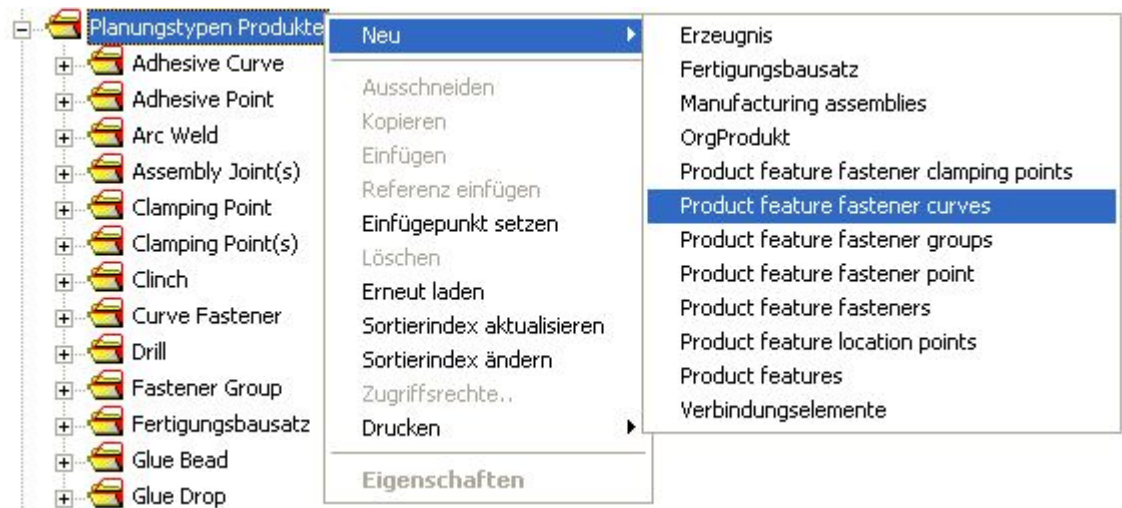 Planungstypen Produkte
Adhesive Curve
Adhesive Point
Arc Weld
Assembly Joint(s)
Clamping Point
Clamping Point(s)
Clinch
Curve Fastener
Drill
Fastener Group
Fertigungsbausatz
Glue Bead
Glue Drop
Neu
Ausschneiden
Kopieren
Einfügen
Referenz einfügen
Einfügepunkt setzen
Löschen
Erneut laden
Sortierindex aktualisieren
Sortierindex ändern
Zugriffsrechte..
Drucken
Eigenschaften
Erzeugnis
Fertigungsbausatz
Manufacturing assemblies
OrgProdukt
Product feature fastener clamping points
Product feature fastener curves
Product feature fastener groups
Product feature fastener point
Product feature fasteners
Product feature location points
Product features
Verbindungselemente